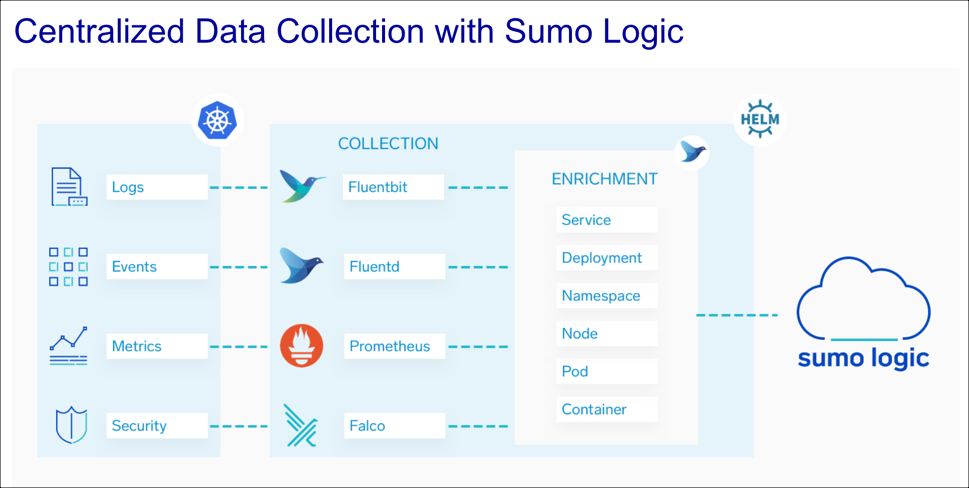 Centralized Data Collection with Sumo Logic
HELM
COLLECTION
ENRICHMENT
Logs
Fluentbit
Events
Fluentd
Metrics
Prometheus
Security
Falco
Service
Deployment
Namespace
Node
Pod
Container
sumo logic